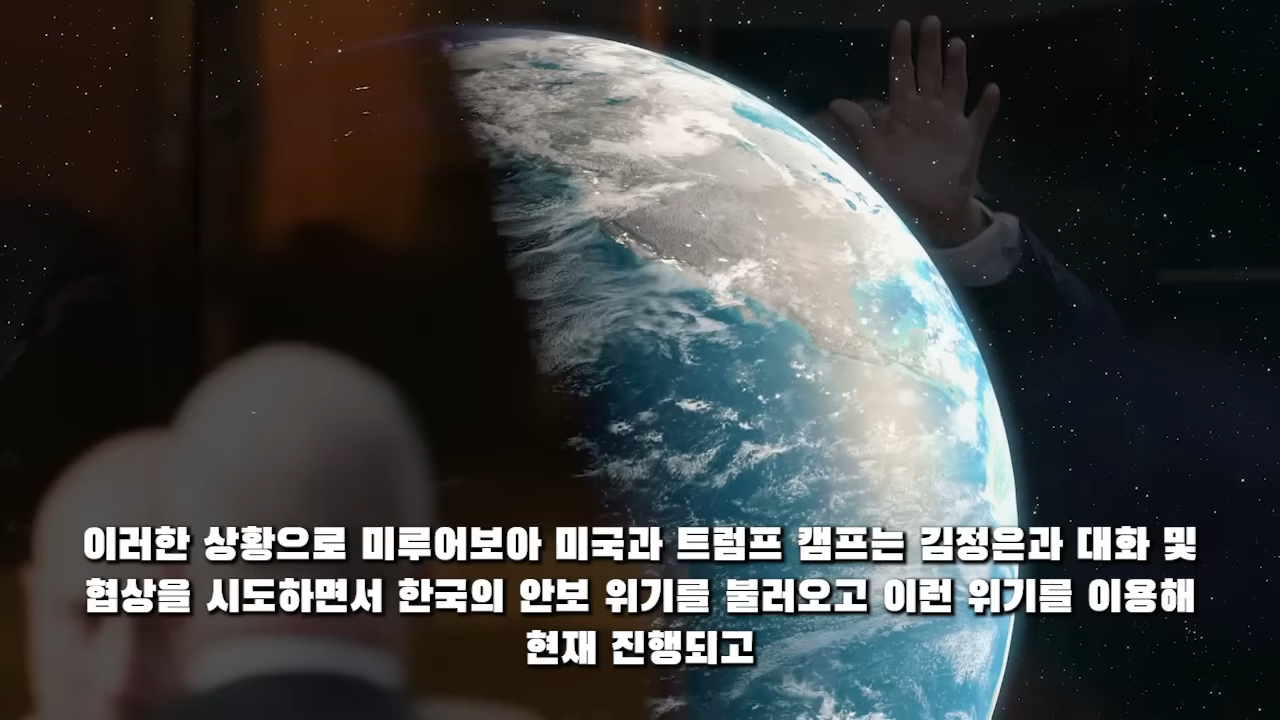 이러한 상황으로 미루어보아 미국과 트럼프 캠프는 김정은과 대화 및
협상을 시도하면서 한국의 안보 위기를 불러오고 이런 위기를 이용해
현재 진행되고